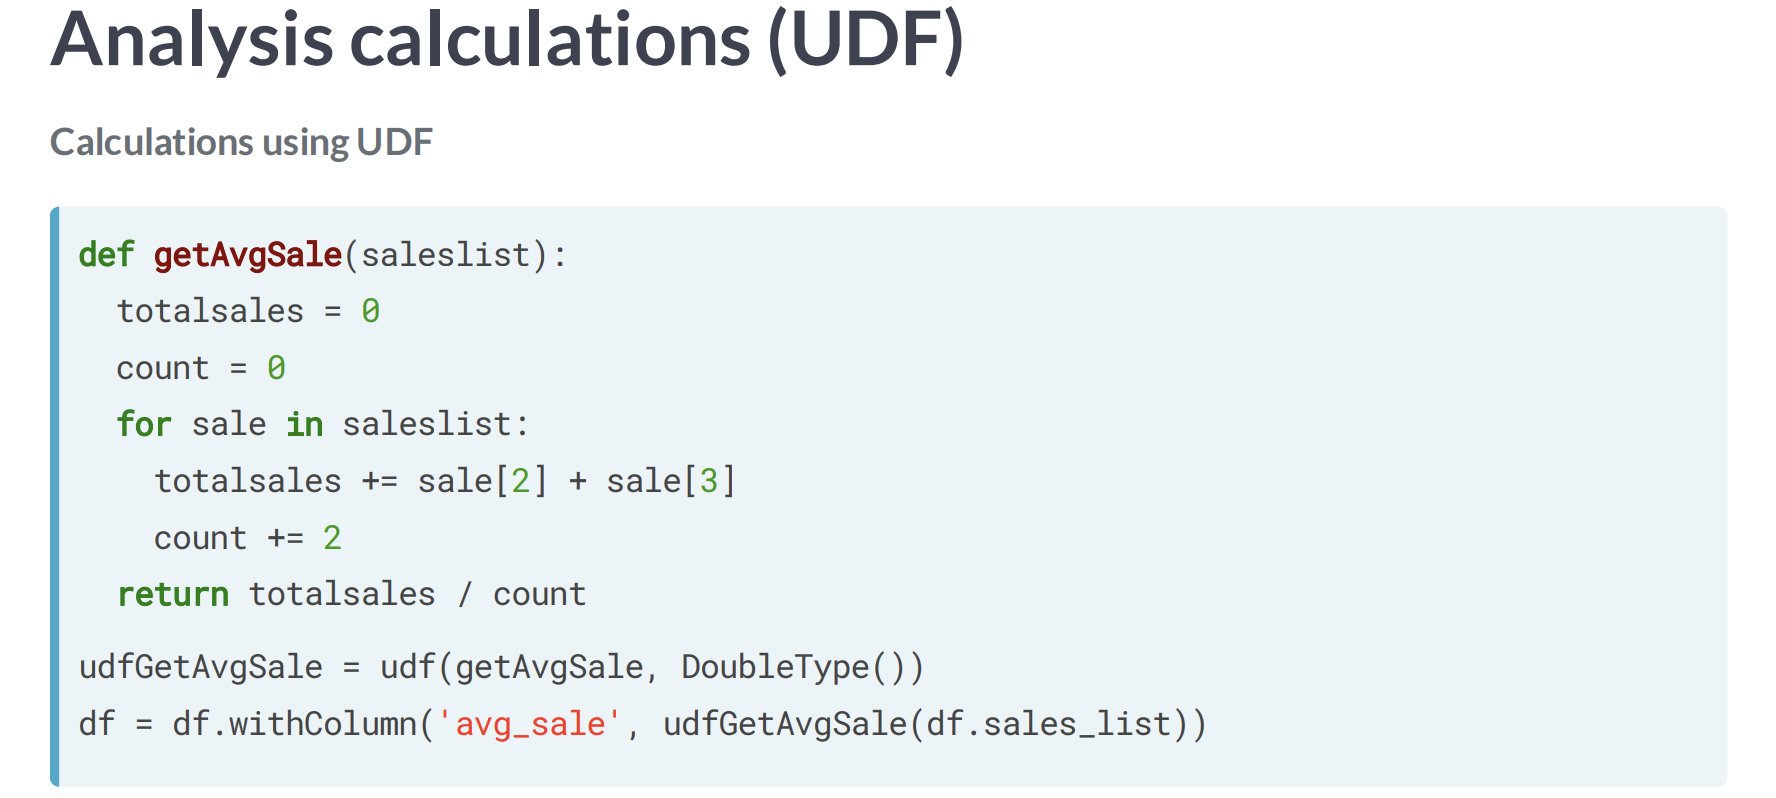 Analysis calculations (UDF)
Calculations using UDF
def getAvgSale(saleslist):
  totalsales = 0
  count = 0
  for sale in saleslist:
    totalsales += sale[2] + sale[3]
    count += 2
  return totalsales / count
udfGetAvgSale = udf(getAvgSale, DoubleType())
df = df.withColumn('avg_sale', udfGetAvgSale(df.sales_list))